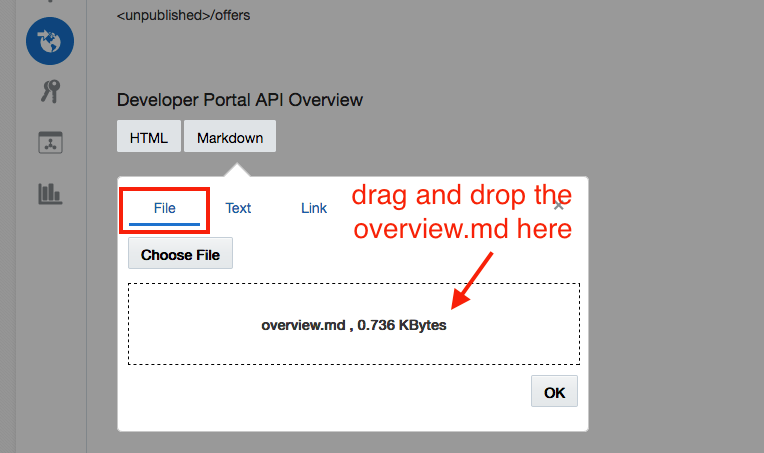 <unpublished>/offers
Developer Portal API Overview
HTML
Markdown
File
Text
Link
×
drag and drop the
overview.md here
Choose File
overview.md , 0.736 KBytes
OK